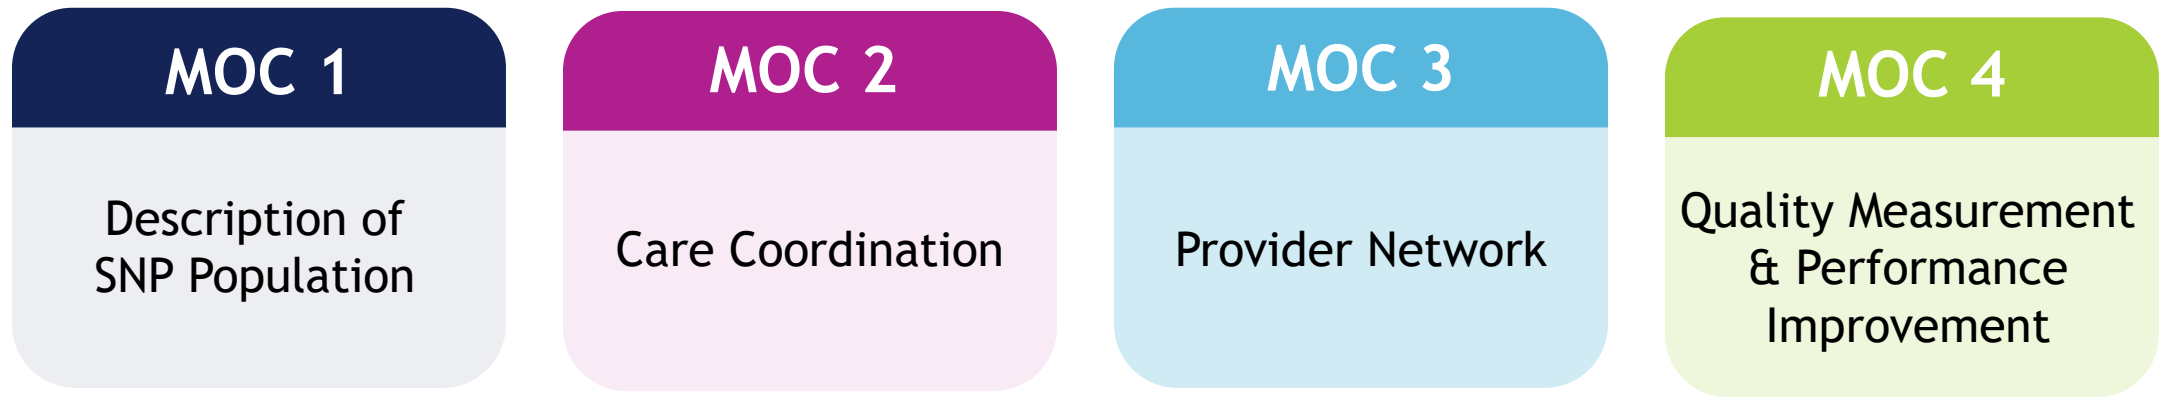 MOC 1
Description of
SNP Population
MOC 2
Care Coordination
MOC 3
Provider Network
MOC 4
Quality Measurement
& Performance
Improvement